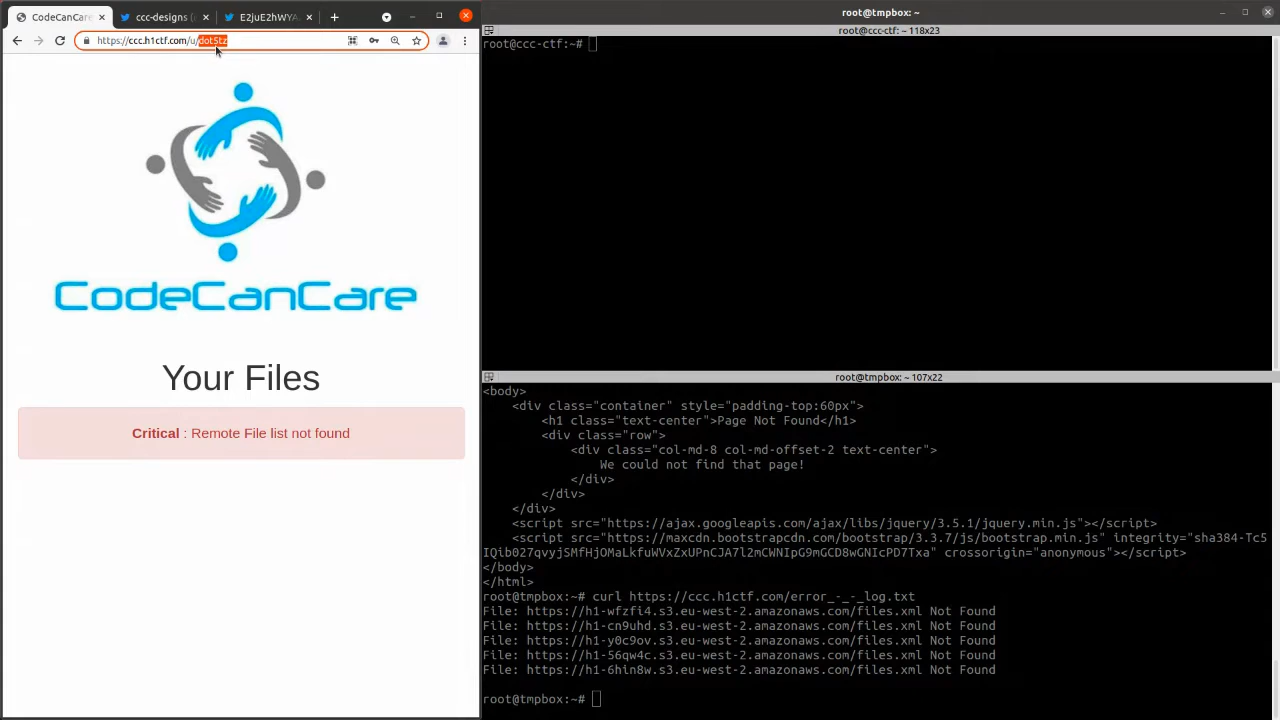 CodeCanCare
ccc-designs (
E2juE2hWYA
https://ccc.h1ctf.com/u/dot5tz
CodeCanCare
Your Files
Critical : Remote File list not found
root@tmpbox: ~
root@ccc-ctf: ~ 118x23
root@ccc-ctf:~#
root@tmpbox: ~ 107x22
<body>
<div class="container" style="padding-top:60px">
<h1 class="text-center">Page Not Found</h1>
<div class="row">
<div class="col-md-8 col-md-offset-2 text-center">
We could not find that page!
</div>
</div>
</div>
<script src="https://ajax.googleapis.com/ajax/libs/jquery/3.5.1/jquery.min.js"></script>
<script src="https://maxcdn.bootstrapcdn.com/bootstrap/3.3.7/js/bootstrap.min.js" integrity="sha384-Tc5
IQib027qvyjSMfHjOMaLkfuWVxZxUPnCJA7l2mCWNIpG9mGCD8wGNIcPD7Txa" crossorigin="anonymous"></script>
</body>
</html>
root@tmpbox:~# curl https://ccc.h1ctf.com/error_-_-_log.txt
File: https://h1-wfzfi4.s3.eu-west-2.amazonaws.com/files.xml Not Found
File: https://h1-cn9uhd.s3.eu-west-2.amazonaws.com/files.xml Not Found
File: https://h1-y0c9ov.s3.eu-west-2.amazonaws.com/files.xml Not Found
File: https://h1-56qw4c.s3.eu-west-2.amazonaws.com/files.xml Not Found
File: https://h1-6hin8w.s3.eu-west-2.amazonaws.com/files.xml Not Found
root@tmpbox:~#